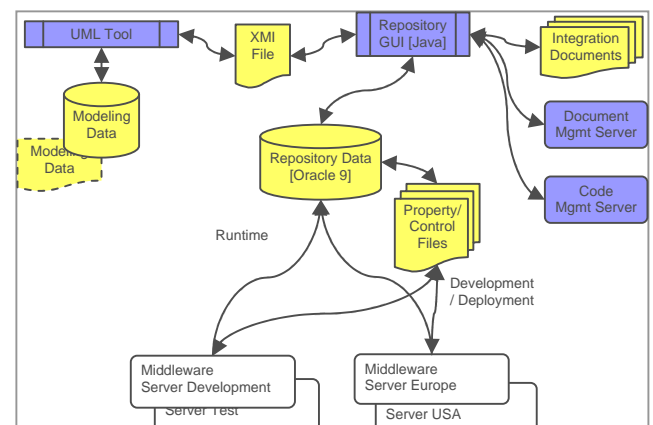 UML Tool
XMI
File
Repository
GUI [Java]
Integration
Documents
Modeling
Data
Modeling
Data
Document
Mgmt Server
Repository Data
[Oracle 9]
Code
Mgmt Server
Property/
Control
Files
Runtime
Development
/ Deployment
Middleware
Server Development
Server Test
Middleware
Server Europe
Server USA